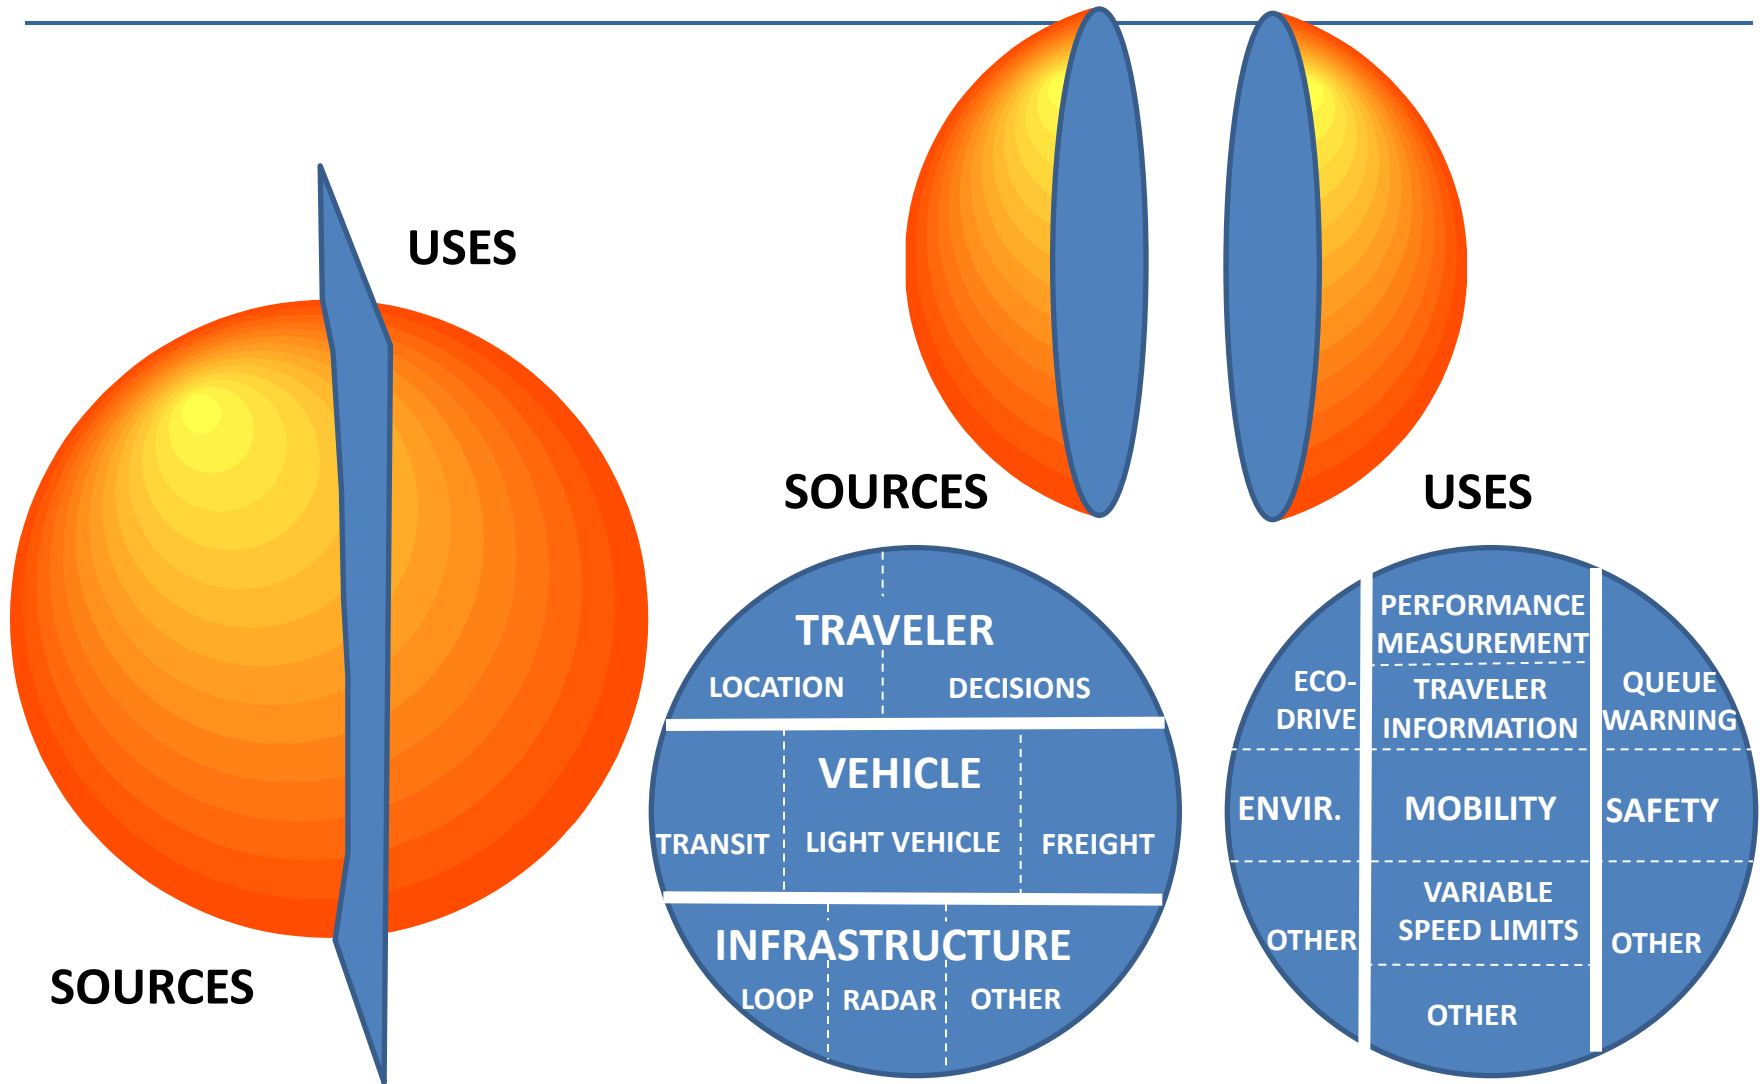 USES
SOURCES
SOURCES
USES
TRAVELER
LOCATION
DECISIONS
VEHICLE
TRANSIT
LIGHT VEHICLE
FREIGHT
INFRASTRUCTURE
LOOP
RADAR
OTHER
PERFORMANCE
MEASUREMENT
ECO-
DRIVE
TRAVELER
INFORMATION
QUEUE
WARNING
ENVIR.
MOBILITY
SAFETY
VARIABLE
SPEED LIMITS
OTHER
OTHER
OTHER